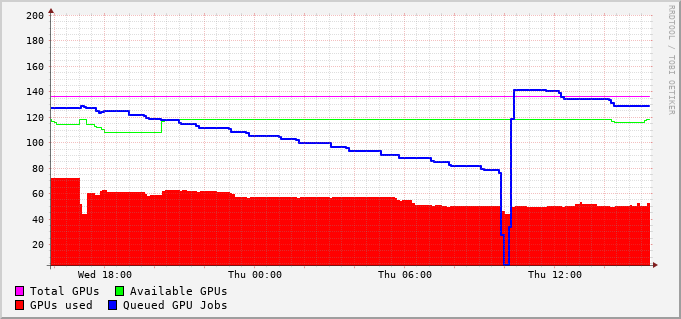 200
180
160
140
120
100
80
60
40
20
Wed 18:00 Thu 00:00 Thu 06:00 Thu 12:00
Total GPUs Available GPUs
GPUs used Queued GPU Jobs
RRDTOOL / TOBI OETIKER